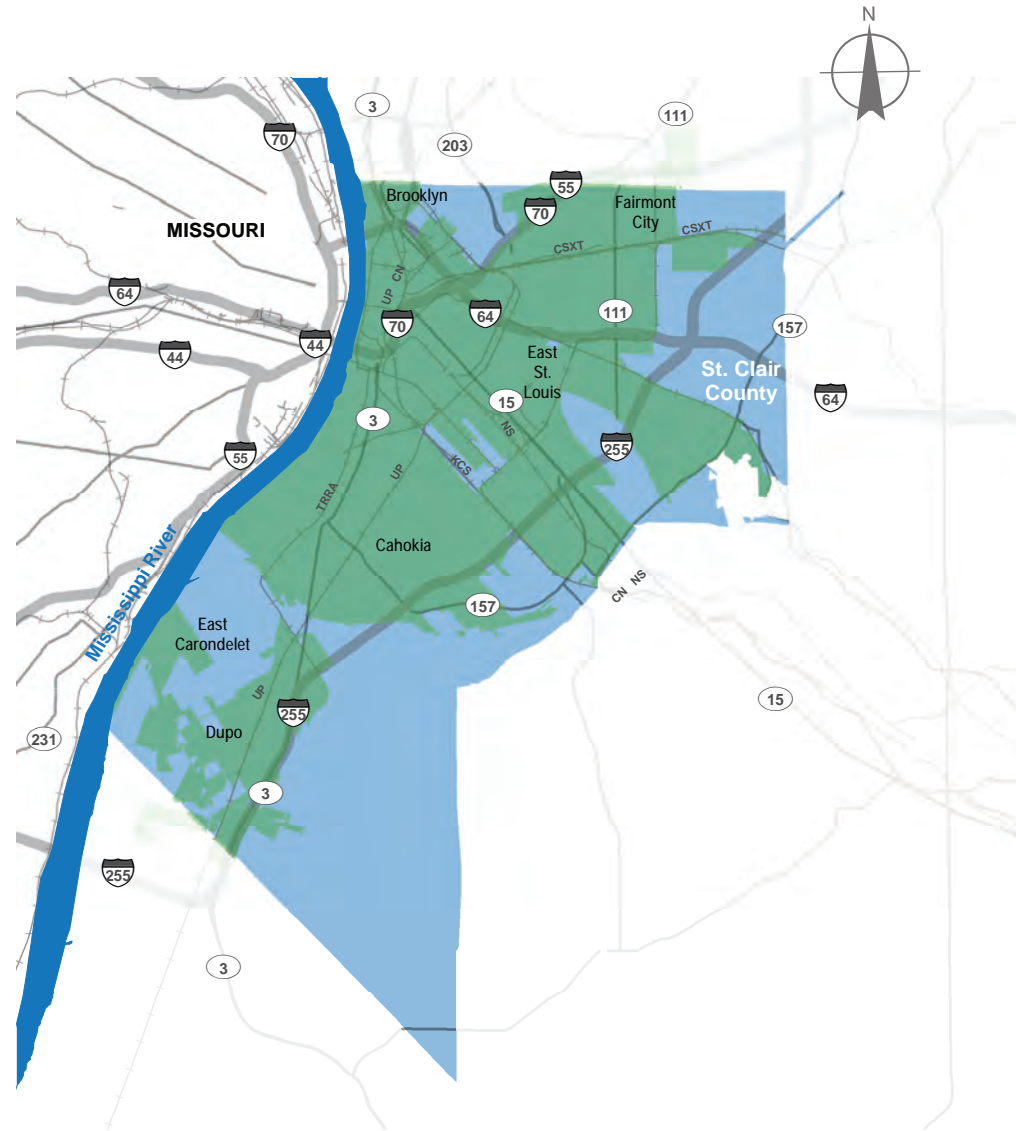 N
3
111
70
203
55
Brooklyn
70
Fairmont
City
MISSOURI
CSXT
CSXT
UP CN
64
64
111
70
157
44
44
East
St.
Louis
St. Clair
County
64
15
3
NS
255
55
KCS
UP
TRRA
Mississippi River
Cahokia
CN NS
157
East
Carondelet
UP
15
255
Dupo
231
3
255
3